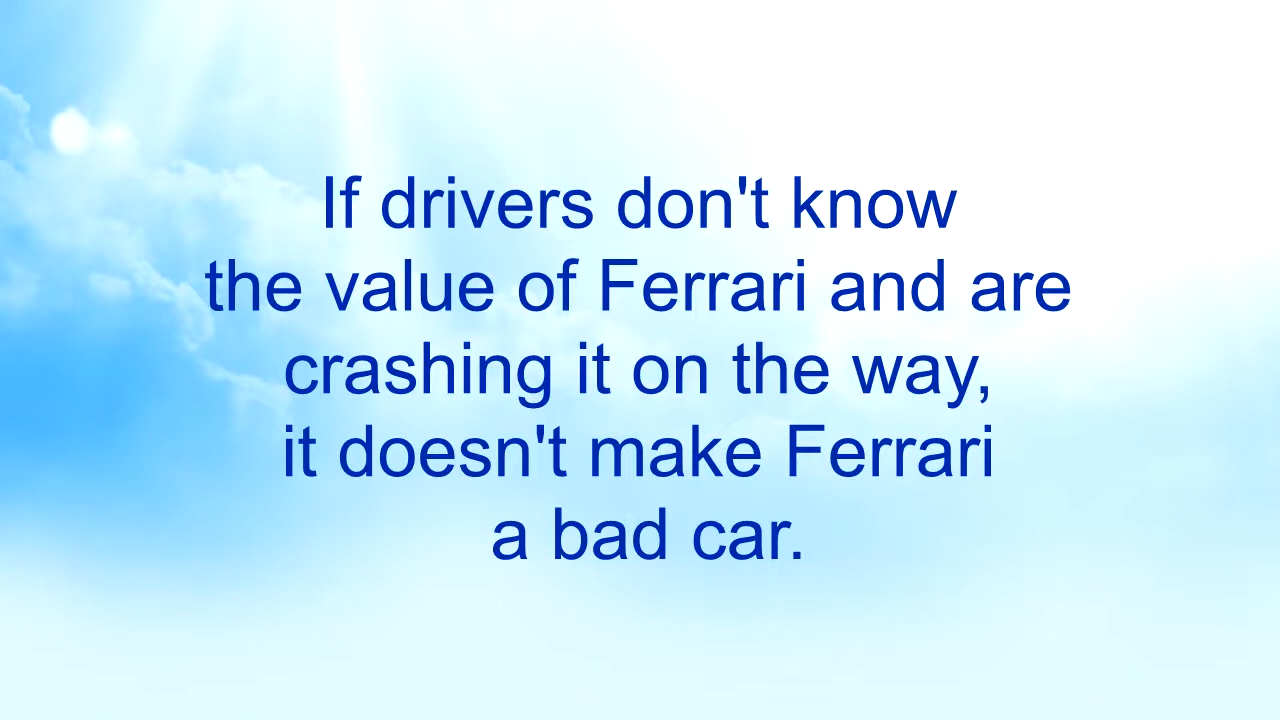 If drivers don't know
the value of Ferrari and are
crashing it on the way,
it doesn't make Ferrari
a bad car.